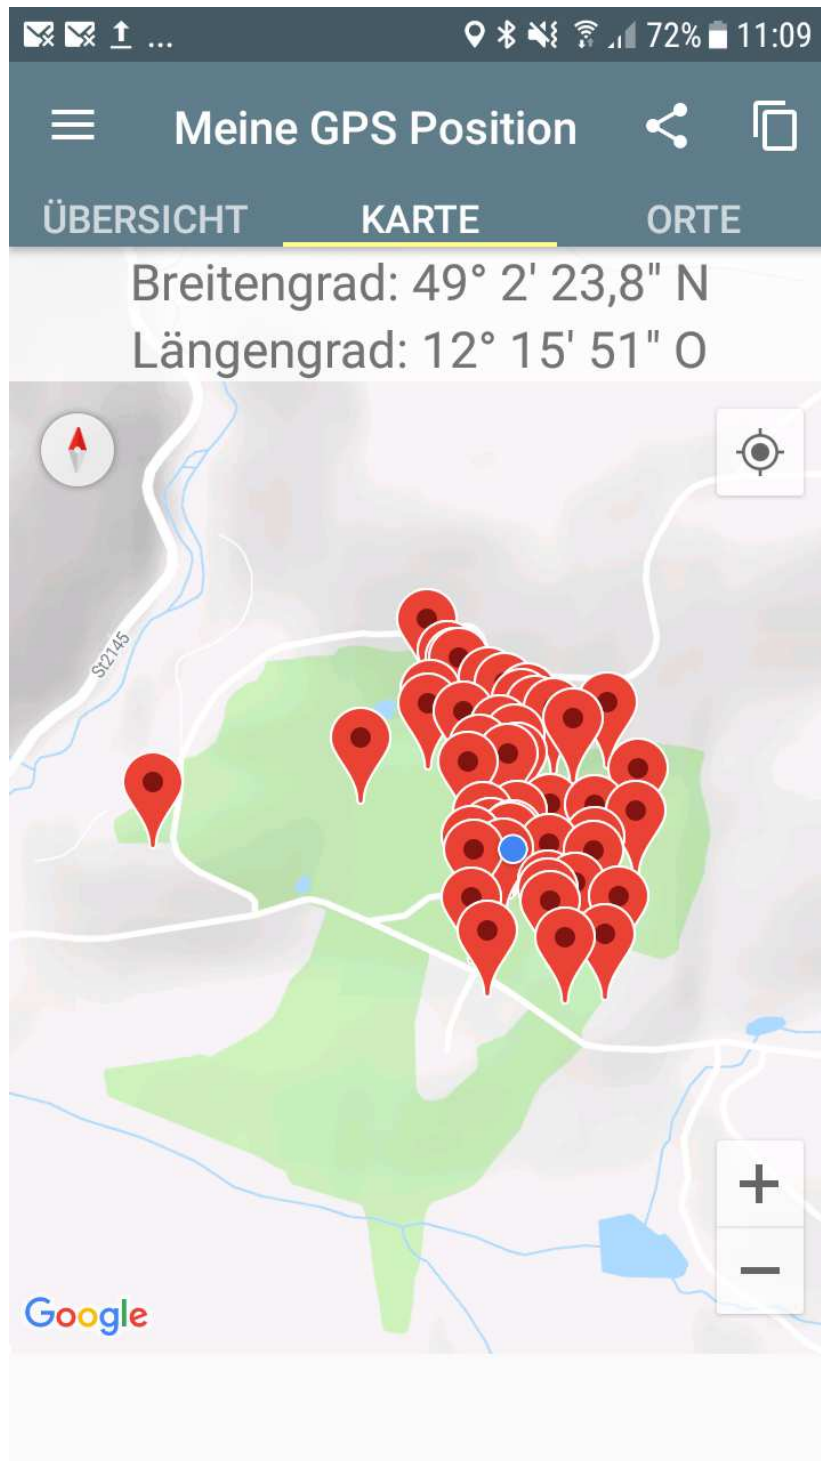 ... 72% 11:09
Meine GPS Position
ÜBERSICHT KARTE ORTE
Breitengrad: 49° 2' 23,8" N
Längengrad: 12° 15' 51" O
St2145
Google